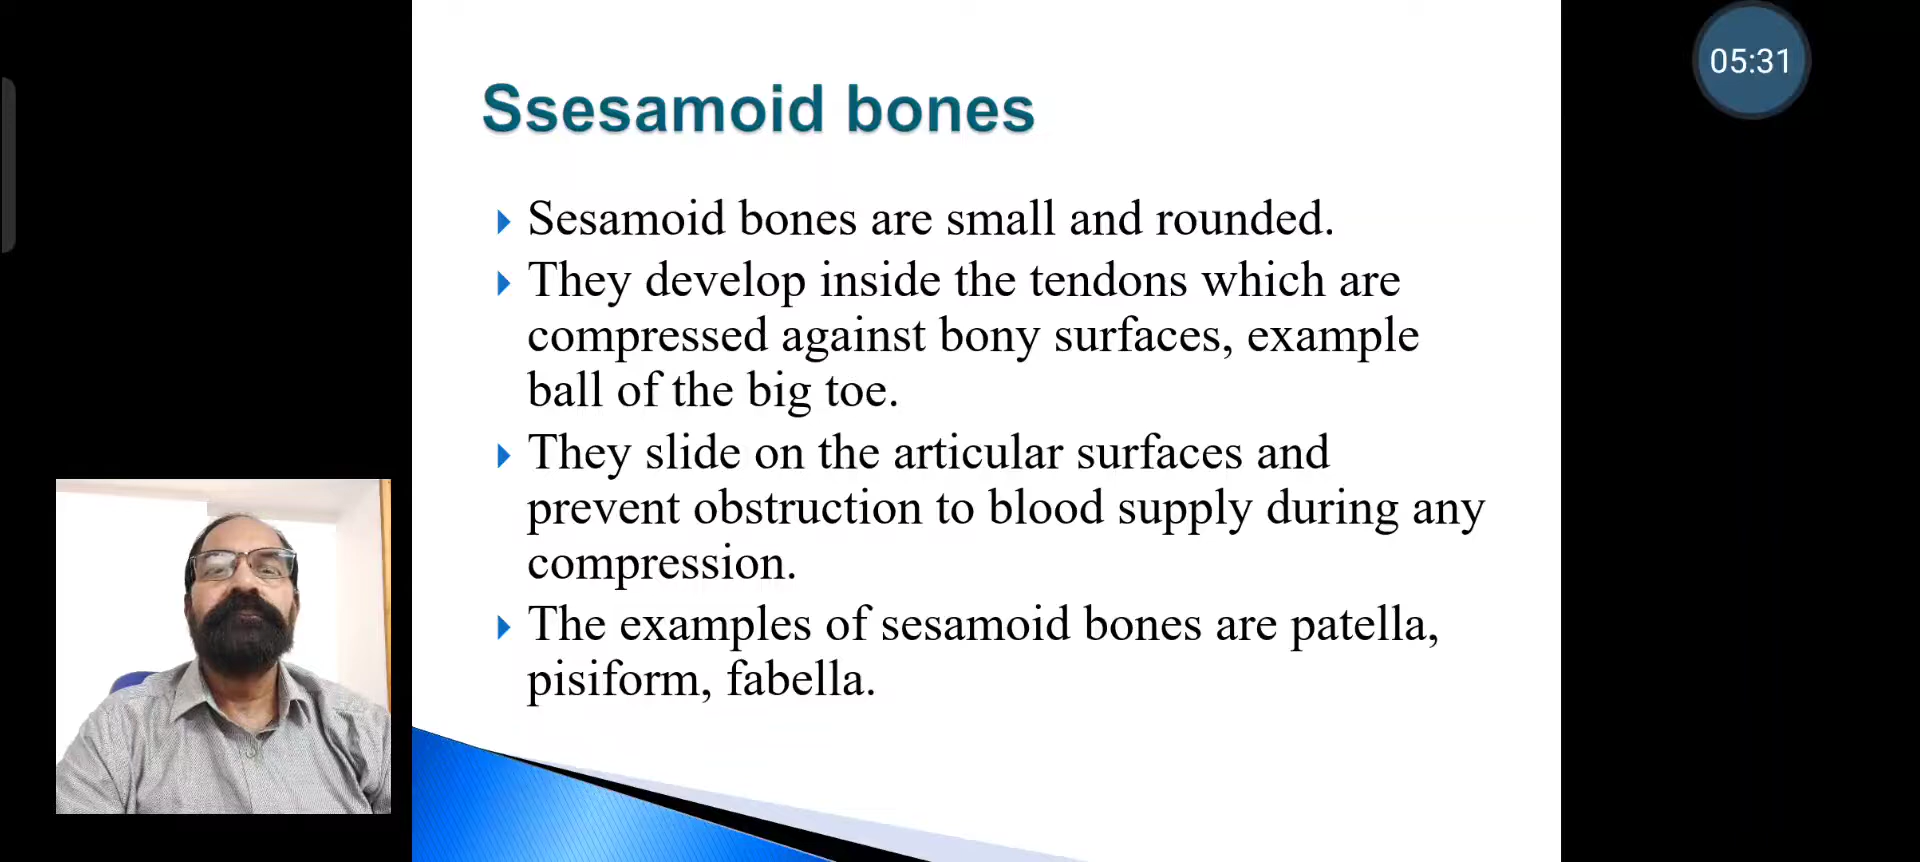 Ssesamoid bones
05:31
Sesamoid bones are small and rounded.
They develop inside the tendons which are
compressed against bony surfaces, example
ball of the big toe.
They slide on the articular surfaces and
prevent obstruction to blood supply during any
compression.
The examples of sesamoid bones are patella,
pisiform, fabella.